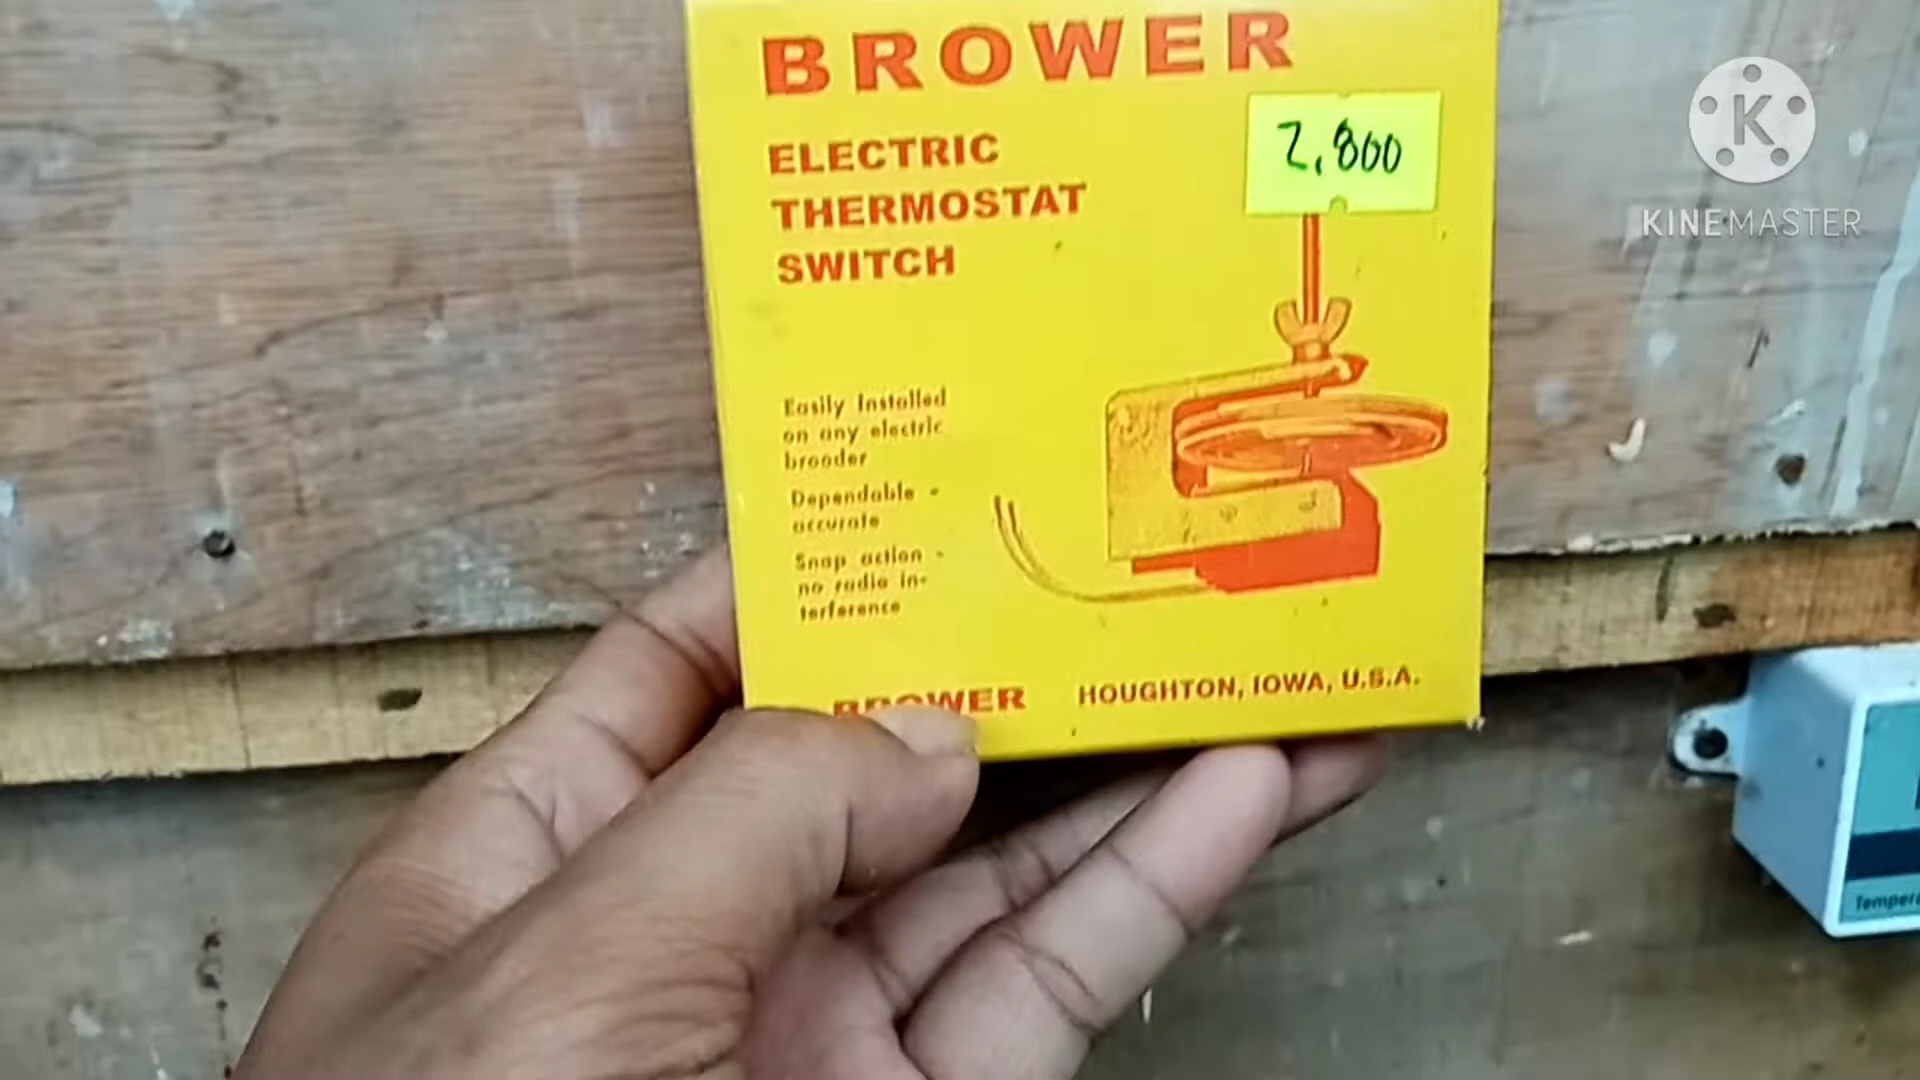 BROWER
2,800
ELECTRIC
THERMOSTAT
SWITCH
Easily Installed
on any electric
brooder
Dependable -
accurate
Snap action -
no radio in-
terference
BROWER HOUGHTON, IOWA, U.S.A.
K
KINEMASTER